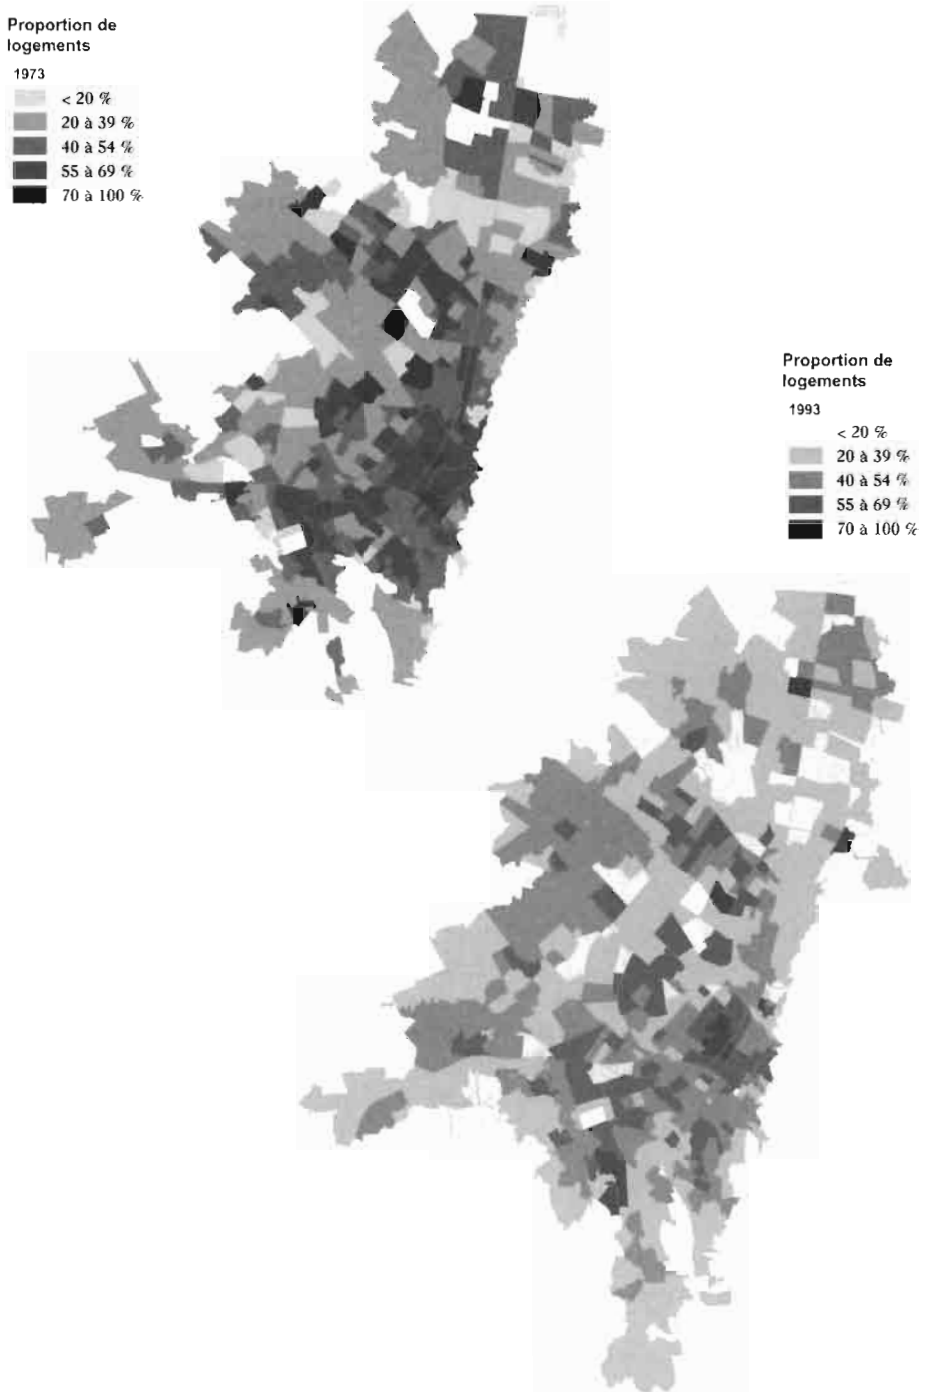 Proportion de
logements
1973
< 20 %
20 à 39 %
40 à 54 %
55 à 69 %
70 à 100 %
Proportion de
logements
1993
< 20 %
20 à 39 %
40 à 54 %
55 à 69 %
70 à 100 %